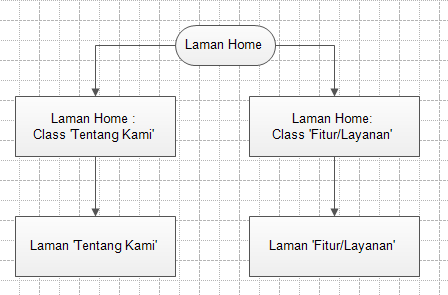 Laman Home
Laman Home :
Class 'Tentang Kami'
Laman Home:
Class 'Fitur/Layanan'
Laman 'Tentang Kami'
Laman 'Fitur/Layanan'